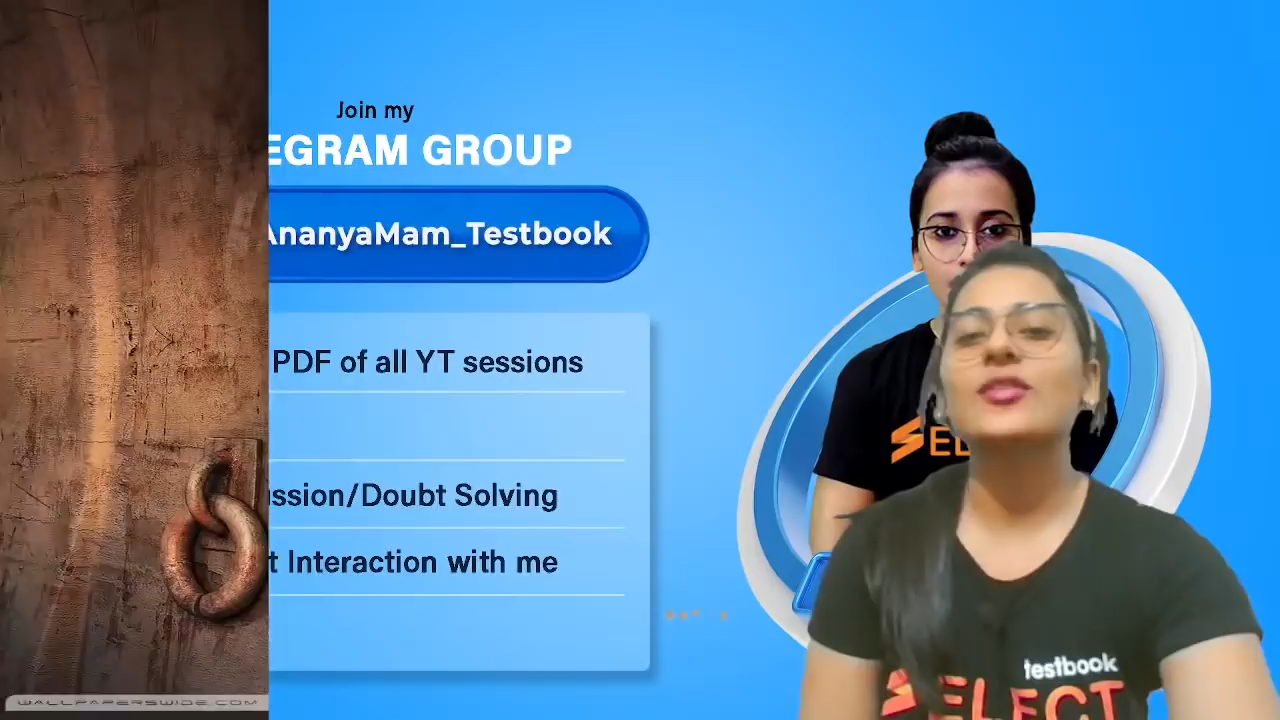 Join my
EGRAM GROUP
AnanyaMam_Testbook
PDF of all YT sessions
ssion/Doubt Solving
t Interaction with me
SEL
testbook
SELECT
WALLPAPERSWIDE.COM